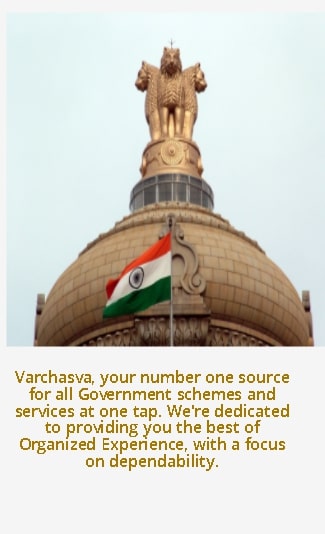 Varchasva, your number one source
for all Government schemes and
services at one tap. We're dedicated
to providing you the best of
Organized Experience, with a focus
on dependability.